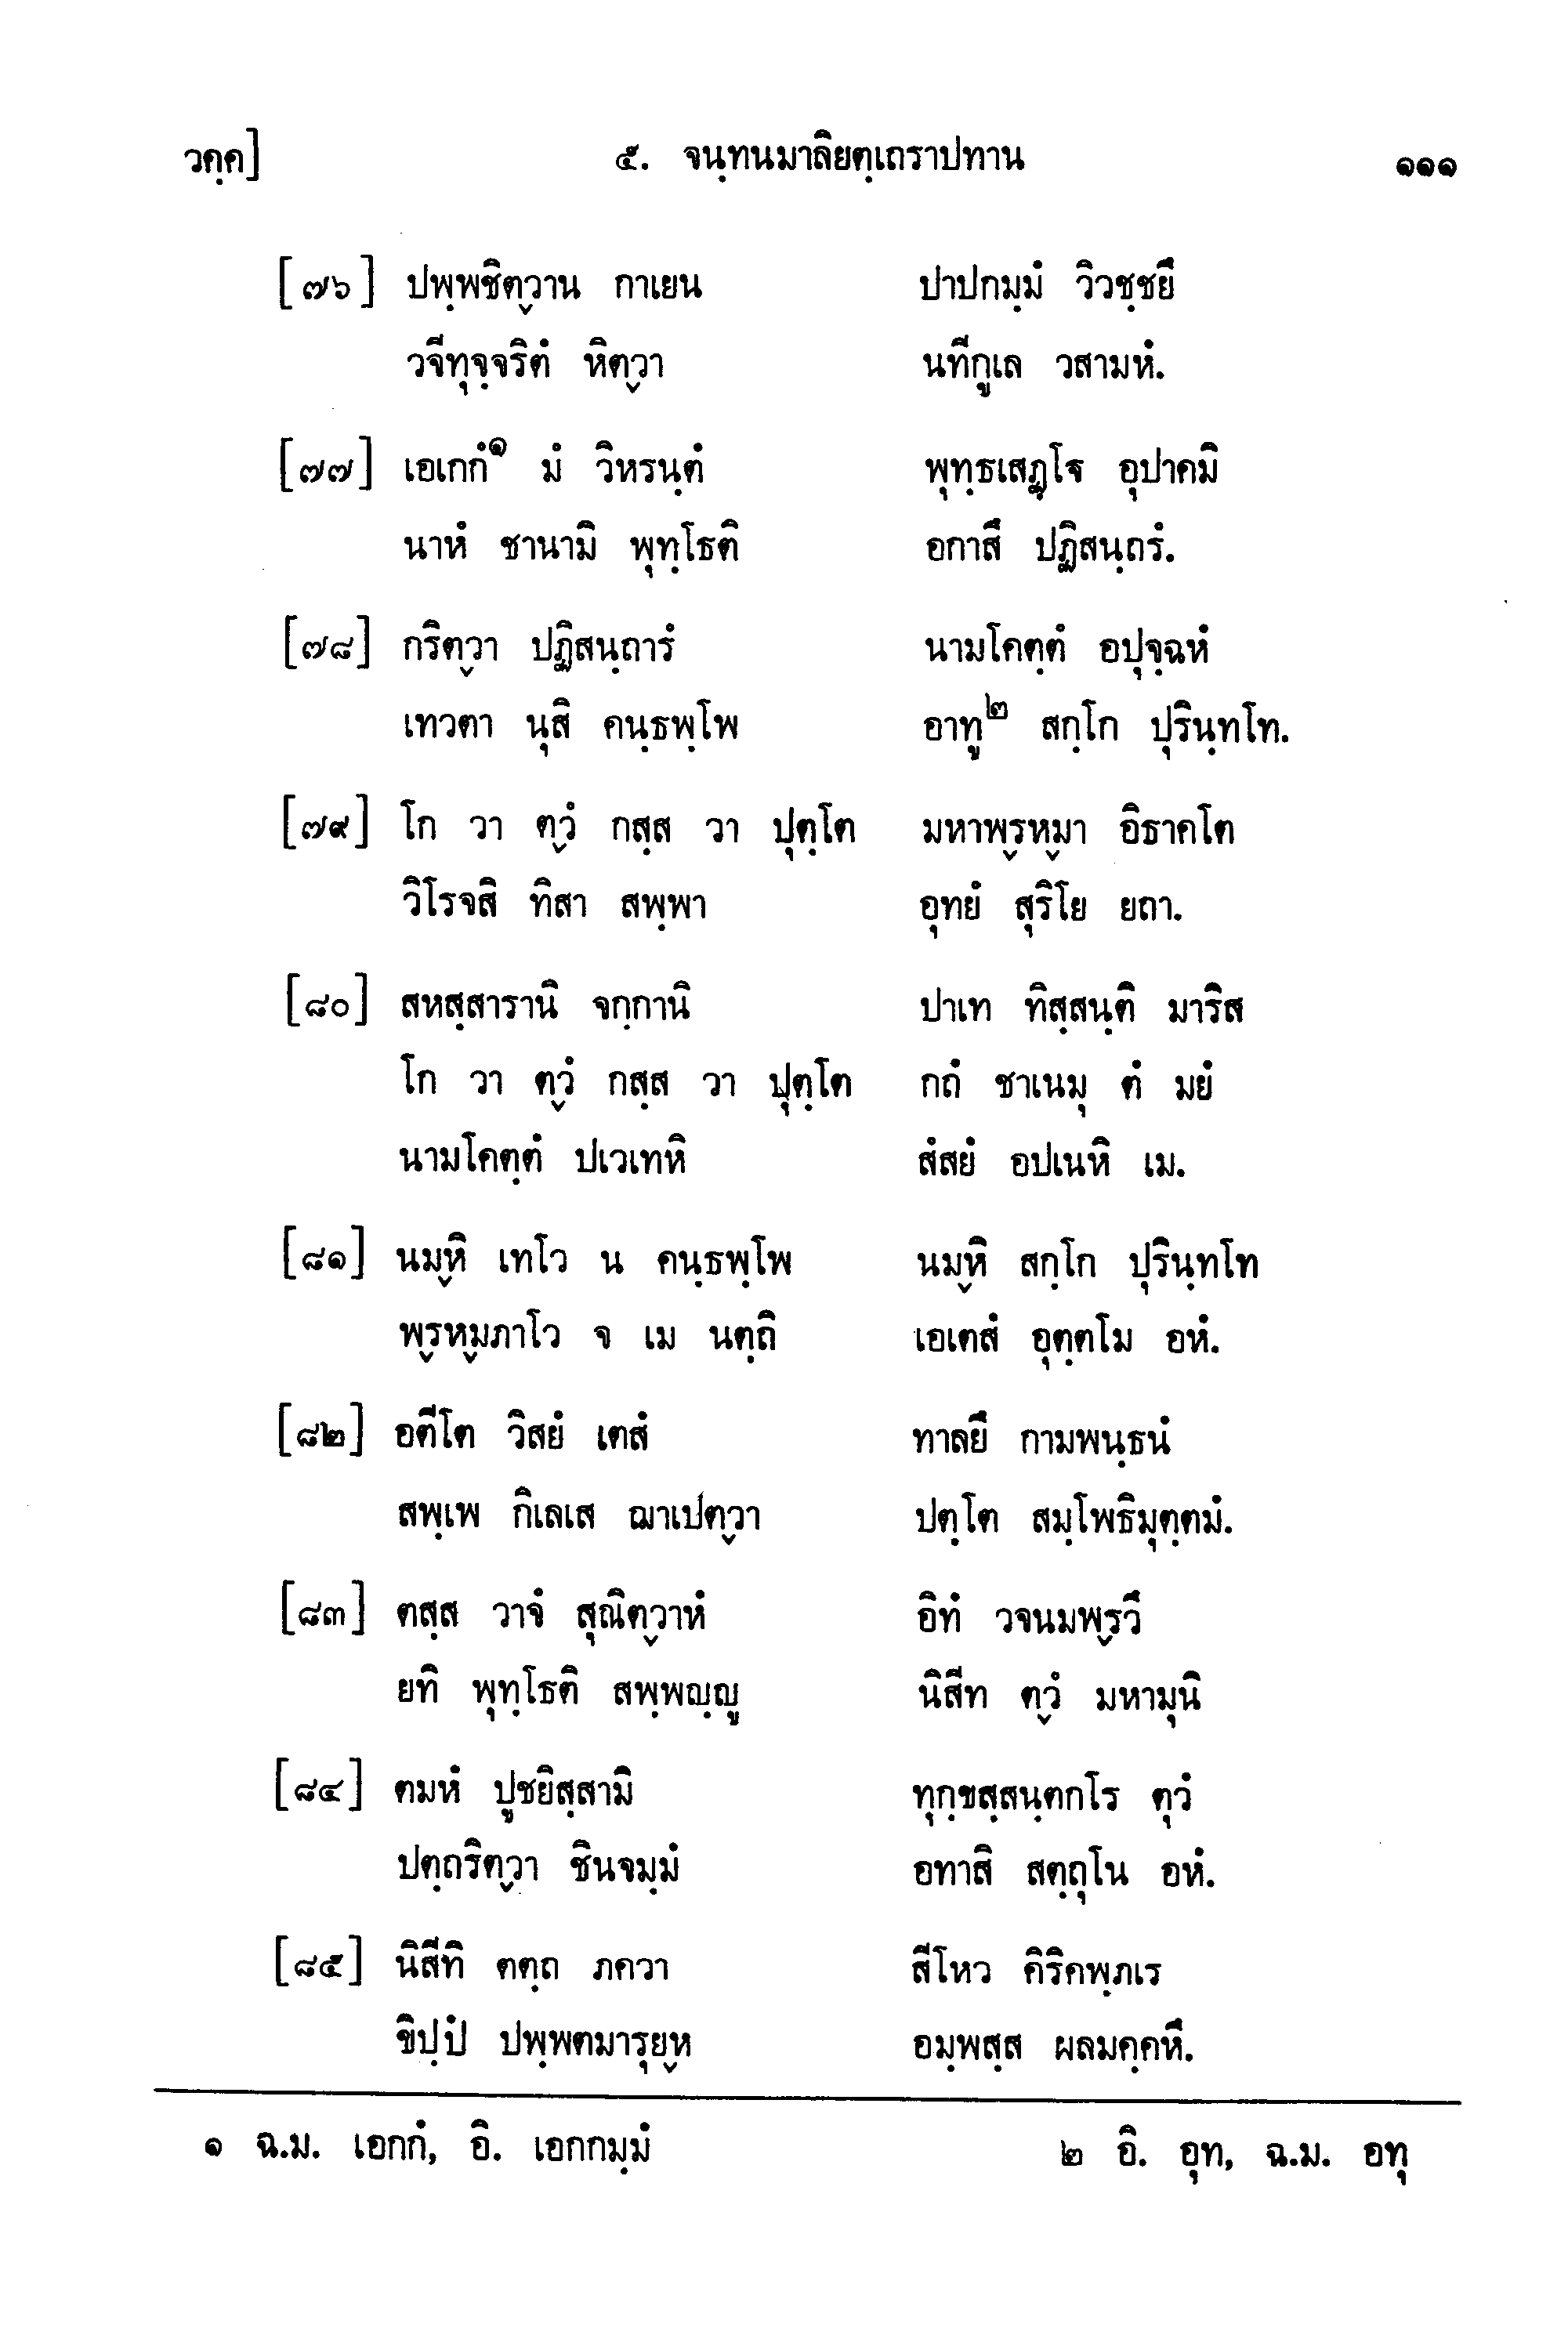 วคฺค] ๕. จนฺทนมาลิยตฺเถราปทาน ๑๑๑
[๗๖] ปพฺพชิตฺวาน กาเยน ปาปกมฺมํ วิวชฺชยึ
วจีทุจฺจริตํ หิตฺวา นทีกูเล วสามหํ.
[๗๗] เอเกกํ๑ มํ วิหรนฺตํ พุทฺธเสฏฺโฐ อุปาคมิ
นาหํ ชานามิ พุทฺโธติ อกาสึ ปฏิสนฺถรํ.
[๗๘] กริตฺวา ปฏิสนฺถารํ นามโคตฺตํ อปุจฺฉหํ
เทวตา นุสิ คนฺธพฺโพ อาทู๒ สกฺโก ปุรินฺทโท.
[๗๙] โก วา ตฺวํ กสฺส วา ปุตฺโต มหาพฺรหฺมา อิธาคโต
วิโรจสิ ทิสา สพฺพา อุทยํ สุริโย ยถา.
[๘๐] สหสฺสารานิ จกฺกานิ ปาเท ทิสฺสนฺติ มาริส
โก วา ตฺวํ กสฺส วา ปุตฺโต กถํ ชาเนมุ ตํ มยํ
นามโคตฺตํ ปเวเทหิ สํสยํ อปเนหิ เม.
[๘๑] นมฺหิ เทโว น คนฺธพฺโพ นมฺหิ สกฺโก ปุรินฺทโท
พฺรหฺมภาโว จ เม นตฺถิ เอเตสํ อุตฺตโม อหํ.
[๘๒] อตีโต วิสยํ เตสํ ทาลยึ กามพนฺธนํ
สพฺเพ กิเลเส ฌาเปตฺวา ปตฺโต สมฺโพธิมุตฺตมํ.
[๘๓] ตสฺส วาจํ สุณิตฺวาหํ อิทํ วจนมพฺรวึ
ยทิ พุทฺโธติ สพฺพญฺญู นิสีท ตฺวํ มหามุนิ
[๘๔] ตมหํ ปูชยิสฺสามิ ทุกฺขสฺสนฺตกโร ตุวํ
ปตฺถริตฺวา ชินจมฺมํ อทาสิ สตฺถุโน อหํ.
[๘๕] นิสีทิ ตตฺถ ภควา สีโหว คิริคพฺภเร
ขิปฺปํ ปพฺพตมารุยฺห อมฺพสฺส ผลมคฺคหึ.
๑ ฉ.ม. เอกกํ, อิ. เอกกมฺมํ ๒ อิ. อุท, ฉ.ม. อทุ